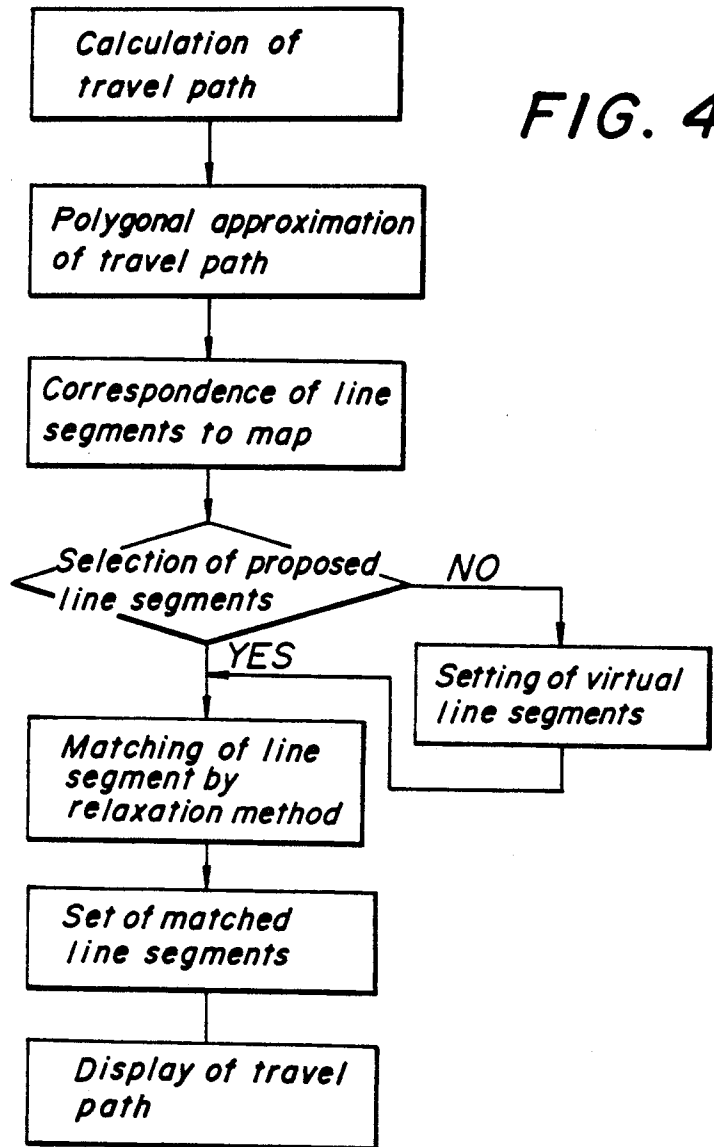 Calculation of
travel path
FIG. 4
Polygonal approximation
of travel path
Correspondence of line
segments to map
Selection of proposed
line segments
NO
YES
Setting of virtual
line segments
Matching of line
segment by
relaxation method
Set of matched
line segments
Display of travel
path